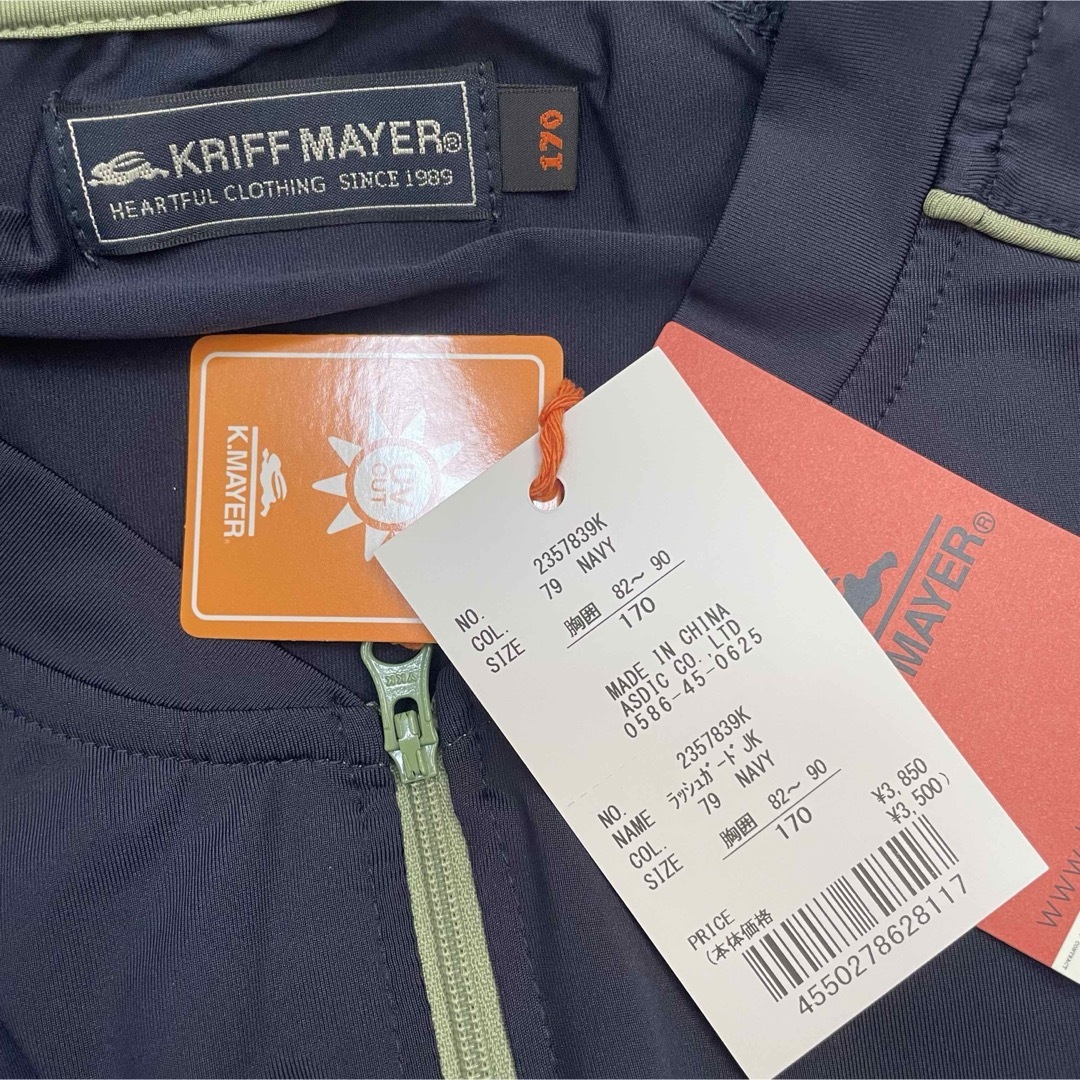 KRIFF MAYER®
HEARTFUL CLOTHING SINCE 1989
170
K.MAYER®
UV
CUT
YKK
NO. 2357839K
COL. 79 NAVY
SIZE 胸囲 82～ 90
170
MADE IN CHINA
ASDIC CO.,LTD
0586-45-0625
NO. 2357839K
NAME ラッシュガードJK
COL. 79 NAVY
SIZE 胸囲 82～ 90
170
PRICE ¥3,850
(本体価格 ¥3,500)
4550278628117
MAYER®
www.